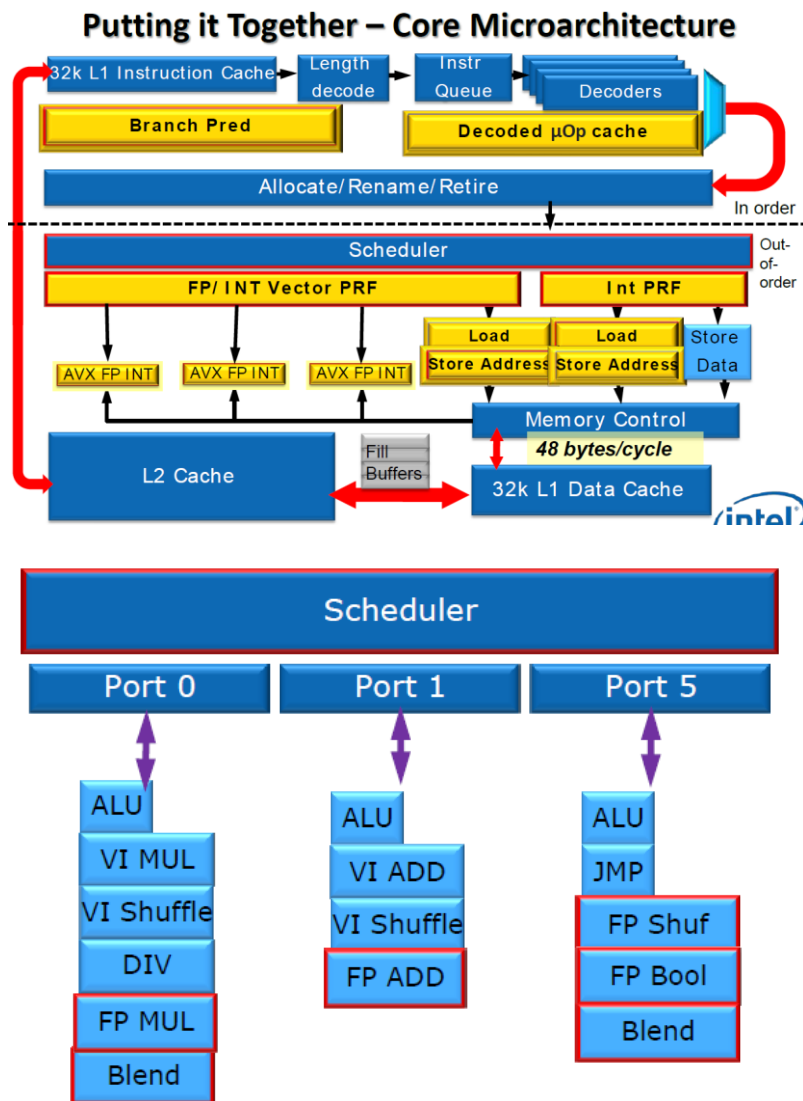 Putting it Together – Core Microarchitecture
32k L1 Instruction Cache
Length
decode
Instr
Queue
Decoders
Branch Pred
Decoded µOp cache
Allocate/Rename/Retire
In order
Scheduler
Out-
of-
order
FP/ INT Vector PRF
Int PRF
Load
Store Address
Load
Store Address
Store
Data
AVX FP INT
AVX FP INT
AVX FP INT
Memory Control
48 bytes/cycle
L2 Cache
Fill
Buffers
32k L1 Data Cache
intel
Scheduler
Port 0
Port 1
Port 5
ALU
VI MUL
VI Shuffle
DIV
FP MUL
Blend
ALU
VI ADD
VI Shuffle
FP ADD
ALU
JMP
FP Shuf
FP Bool
Blend